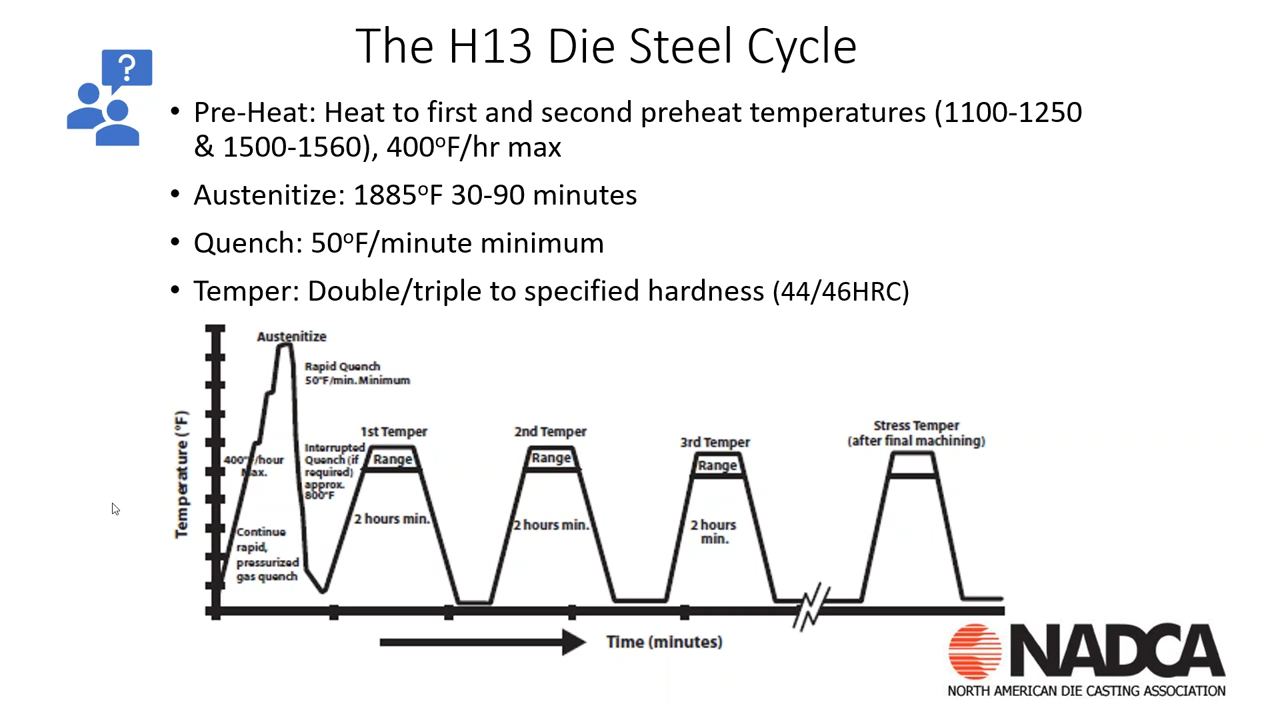 The H13 Die Steel Cycle
?
• Pre-Heat: Heat to first and second preheat temperatures (1100-1250
& 1500-1560), 400°F/hr max
• Austenitize: 1885°F 30-90 minutes
• Quench: 50°F/minute minimum
• Temper: Double/triple to specified hardness (44/46HRC)
Austenitize
Rapid Quench
50°F/min. Minimum
Temperature (°F)
400°F/hour
Max.
Continue
rapid,
pressurized
gas quench
Interrupted
Quench (if
required)
approx.
800°F
1st Temper
Range
2 hours min.
2nd Temper
Range
2 hours min.
3rd Temper
Range
2 hours
min.
Stress Temper
(after final machining)
Time (minutes)
NADCA
NORTH AMERICAN DIE CASTING ASSOCIATION